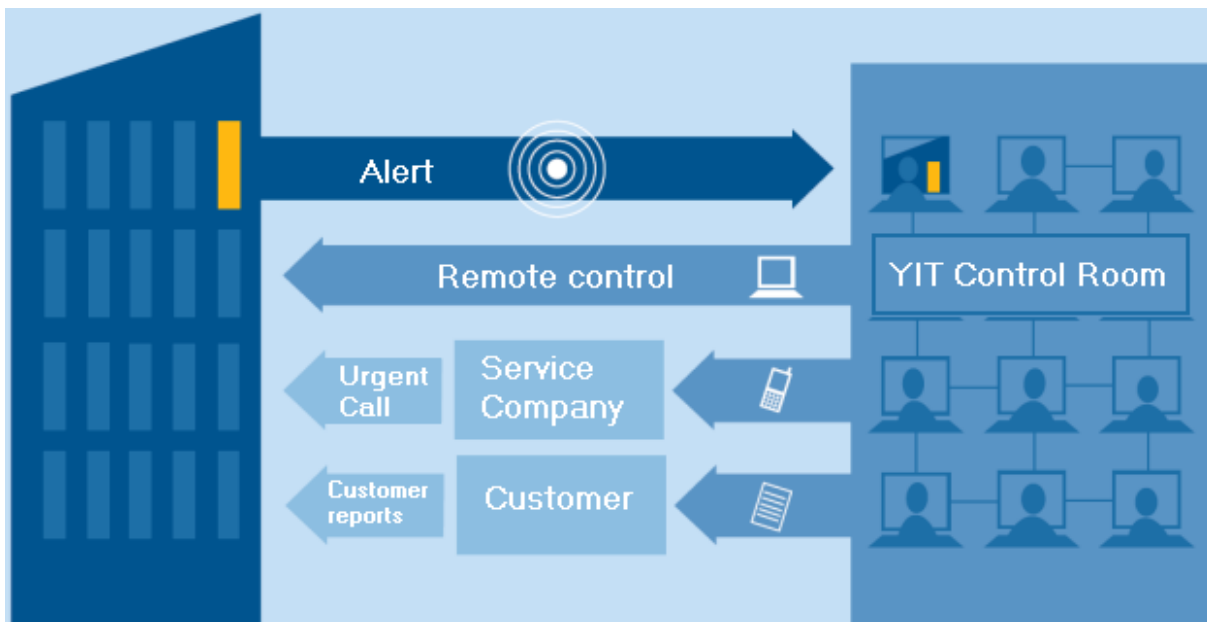 Alert
Remote control
YIT Control Room
Urgent
Call
Service
Company
Customer
reports
Customer